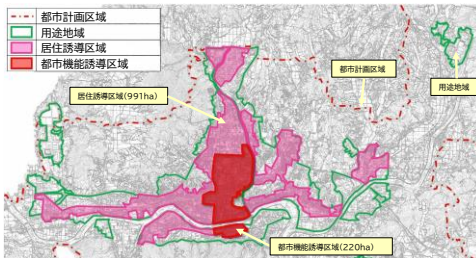 都市計画区域
用途地域
居住誘導区域
都市機能誘導区域
都市計画区域
用途地域
居住誘導区域(991ha)
都市機能誘導区域(220ha)